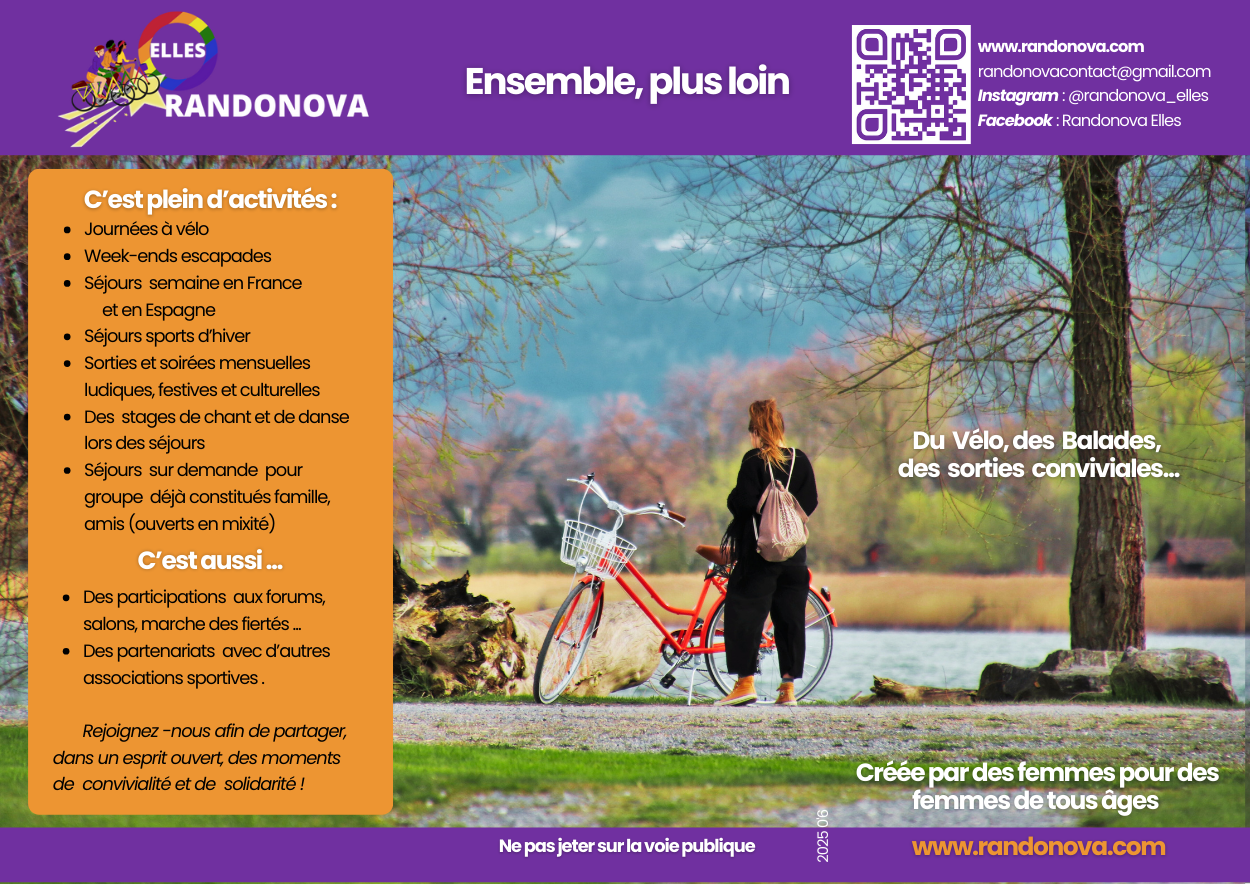 ELLES
RANDONOVA
Ensemble, plus loin
www.randonova.com
randonovacontact@gmail.com
Instagram : @randonova_elles
Facebook : Randonova Elles
C’est plein d’activités :
• Journées à vélo
• Week-ends escapades
• Séjours semaine en France
et en Espagne
• Séjours sports d’hiver
• Sorties et soirées mensuelles
ludiques, festives et culturelles
• Des stages de chant et de danse
lors des séjours
• Séjours sur demande pour
groupe déjà constitués famille,
amis (ouverts en mixité)
C’est aussi ...
• Des participations aux forums,
salons, marche des fiertés ...
• Des partenariats avec d’autres
associations sportives .
Rejoignez -nous afin de partager,
dans un esprit ouvert, des moments
de convivialité et de solidarité !
Du Vélo, des Balades,
des sorties conviviales...
Créée par des femmes pour des
femmes de tous âges
Ne pas jeter sur la voie publique
2025 06
www.randonova.com